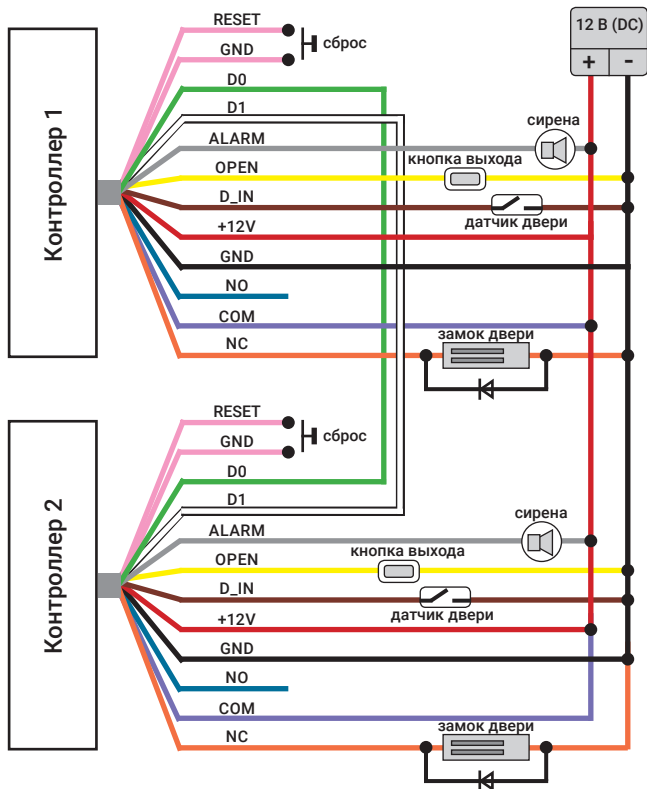 12 В (DC)
+ -
Контроллер 1
RESET
GND
сброс
D0
D1
ALARM
сирена
OPEN
кнопка выхода
D_IN
датчик двери
+12V
GND
NO
COM
NC
замок двери
Контроллер 2
RESET
GND
сброс
D0
D1
ALARM
сирена
OPEN
кнопка выхода
D_IN
датчик двери
+12V
GND
NO
COM
NC
замок двери